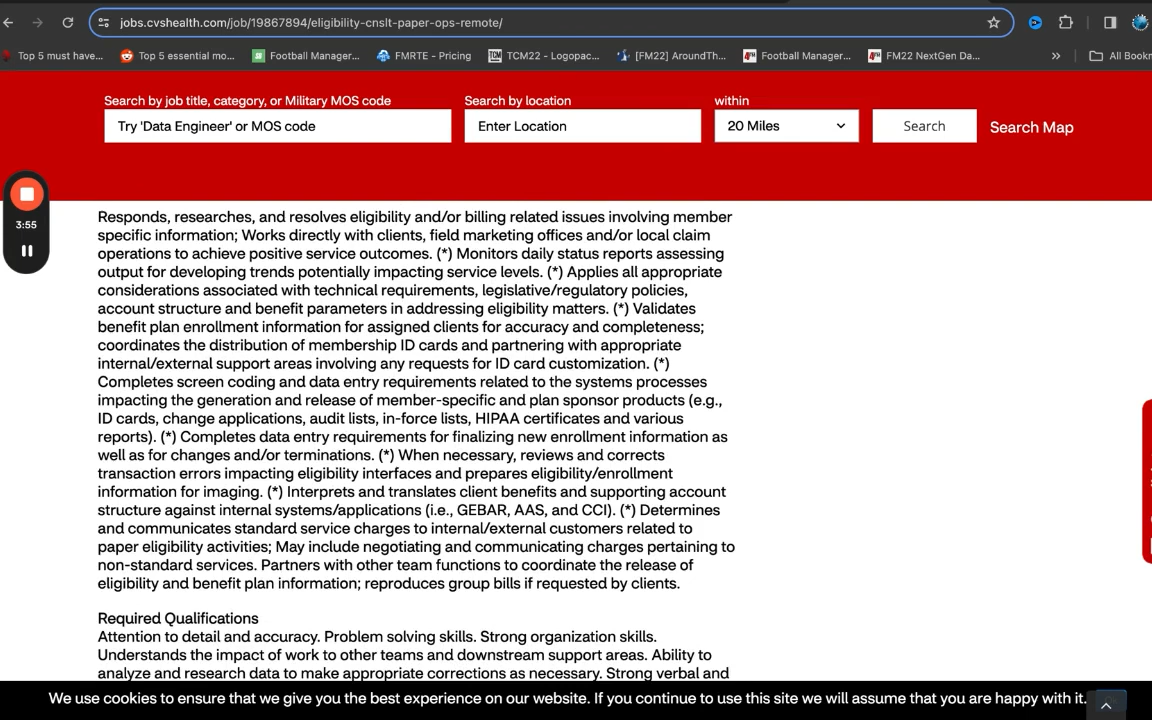 jobs.cvshealth.com/job/19867894/eligibility-cnslt-paper-ops-remote/
Top 5 must have... Top 5 essential mo... Football Manager... FMRTE - Pricing TCM22 - Logopac... [FM22] AroundTh... Football Manager... FM22 NextGen Da... » All Bookm
Search by job title, category, or Military MOS code Search by location within
Try 'Data Engineer' or MOS code Enter Location 20 Miles Search Search Map
3:55
Responds, researches, and resolves eligibility and/or billing related issues involving member
specific information; Works directly with clients, field marketing offices and/or local claim
operations to achieve positive service outcomes. (*) Monitors daily status reports assessing
output for developing trends potentially impacting service levels. (*) Applies all appropriate
considerations associated with technical requirements, legislative/regulatory policies,
account structure and benefit parameters in addressing eligibility matters. (*) Validates
benefit plan enrollment information for assigned clients for accuracy and completeness;
coordinates the distribution of membership ID cards and partnering with appropriate
internal/external support areas involving any requests for ID card customization. (*)
Completes screen coding and data entry requirements related to the systems processes
impacting the generation and release of member-specific and plan sponsor products (e.g.,
ID cards, change applications, audit lists, in-force lists, HIPAA certificates and various
reports). (*) Completes data entry requirements for finalizing new enrollment information as
well as for changes and/or terminations. (*) When necessary, reviews and corrects
transaction errors impacting eligibility interfaces and prepares eligibility/enrollment
information for imaging. (*) Interprets and translates client benefits and supporting account
structure against internal systems/applications (i.e., GEBAR, AAS, and CCI). (*) Determines
and communicates standard service charges to internal/external customers related to
paper eligibility activities; May include negotiating and communicating charges pertaining to
non-standard services. Partners with other team functions to coordinate the release of
eligibility and benefit plan information; reproduces group bills if requested by clients.
Required Qualifications
Attention to detail and accuracy. Problem solving skills. Strong organization skills.
Understands the impact of work to other teams and downstream support areas. Ability to
analyze and research data to make appropriate corrections as necessary. Strong verbal and
We use cookies to ensure that we give you the best experience on our website. If you continue to use this site we will assume that you are happy with it.